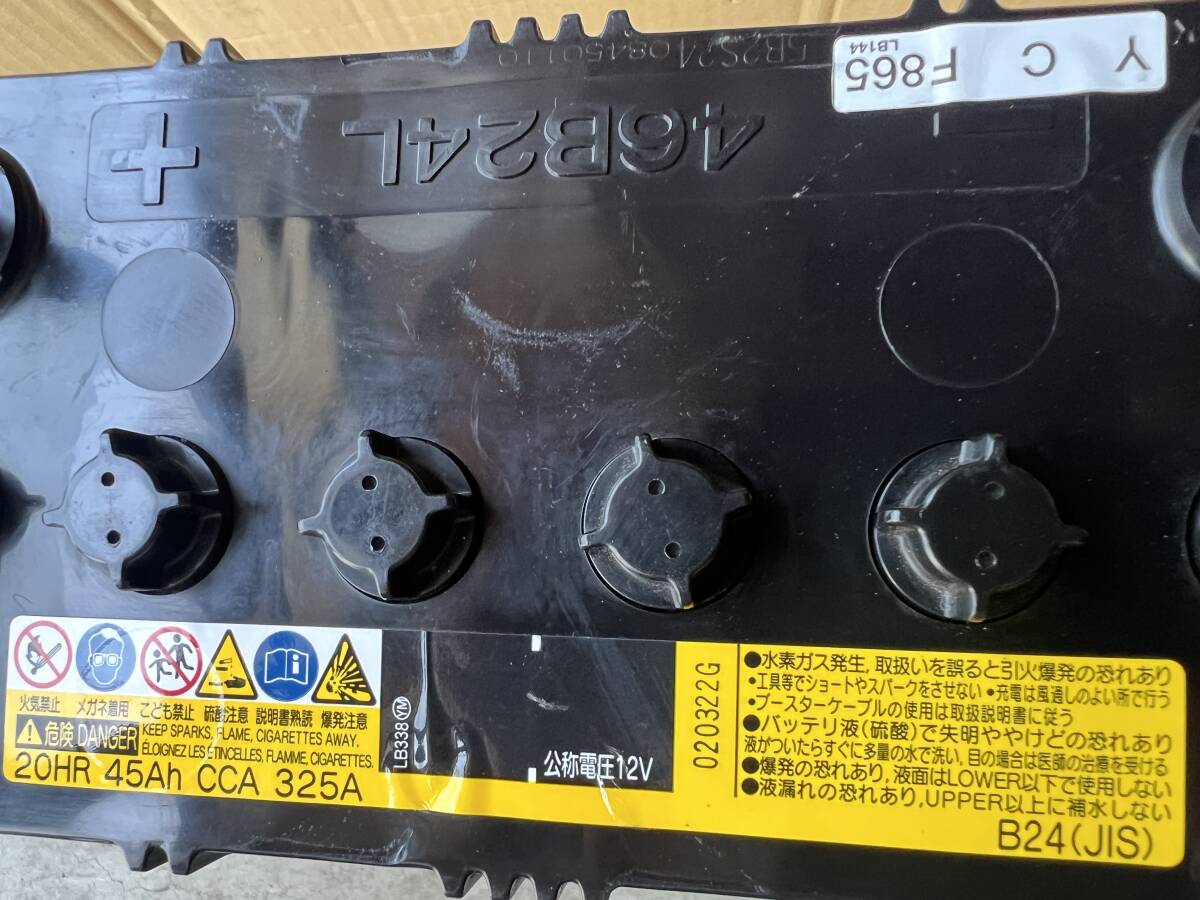 5B2S2408450119
Y C F865
LB144
46B24L
+
火気禁止 メガネ着用 こども禁止 硫酸注意 説明書熟読 爆発注意
危険 DANGER
KEEP SPARKS, FLAME, CIGARETTES AWAY.
ÉLOIGNEZ LES ÉTINCELLES, FLAMME, CIGARETTES.
20HR 45Ah CCA 325A
LB338 YM
公称電圧12V
020322G
●水素ガス発生, 取扱いを誤ると引火爆発の恐れあり
・工具等でショートやスパークをさせない ●充電は風通しのよい所で行う
・ブースターケーブルの使用は取扱説明書に従う
●バッテリ液(硫酸)で失明ややけどの恐れあり
液がついたらすぐに多量の水で洗い, 目の場合は医師の治療を受ける
●爆発の恐れあり, 液面はLOWER以下で使用しない
●液漏れの恐れあり, UPPER以上に補水しない
B24(JIS)